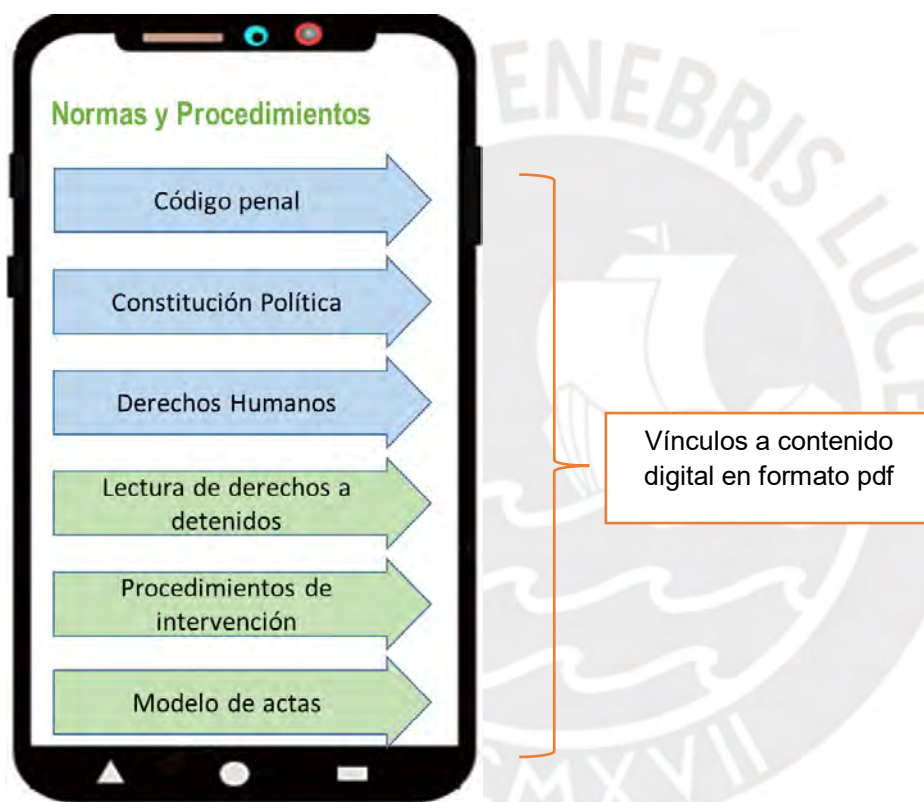 Normas y Procedimientos
Código penal
Constitución Política
Derechos Humanos
Lectura de derechos a
detenidos
Procedimientos de
intervención
Modelo de actas
Vínculos a contenido
digital en formato pdf
ENEBRIS LUCE
MXVII